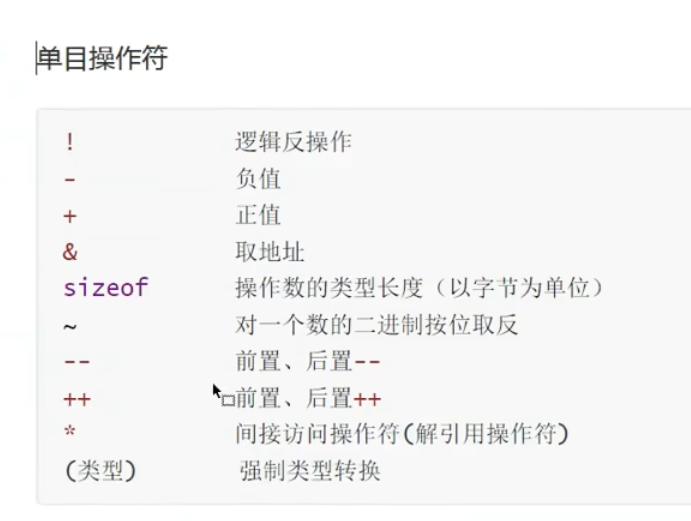 单目操作符
! 逻辑反操作
- 负值
+ 正值
& 取地址
sizeof 操作数的类型长度（以字节为单位）
~ 对一个数的二进制按位取反
-- 前置、后置--
++ 前置、后置++
* 间接访问操作符(解引用操作符)
(类型) 强制类型转换